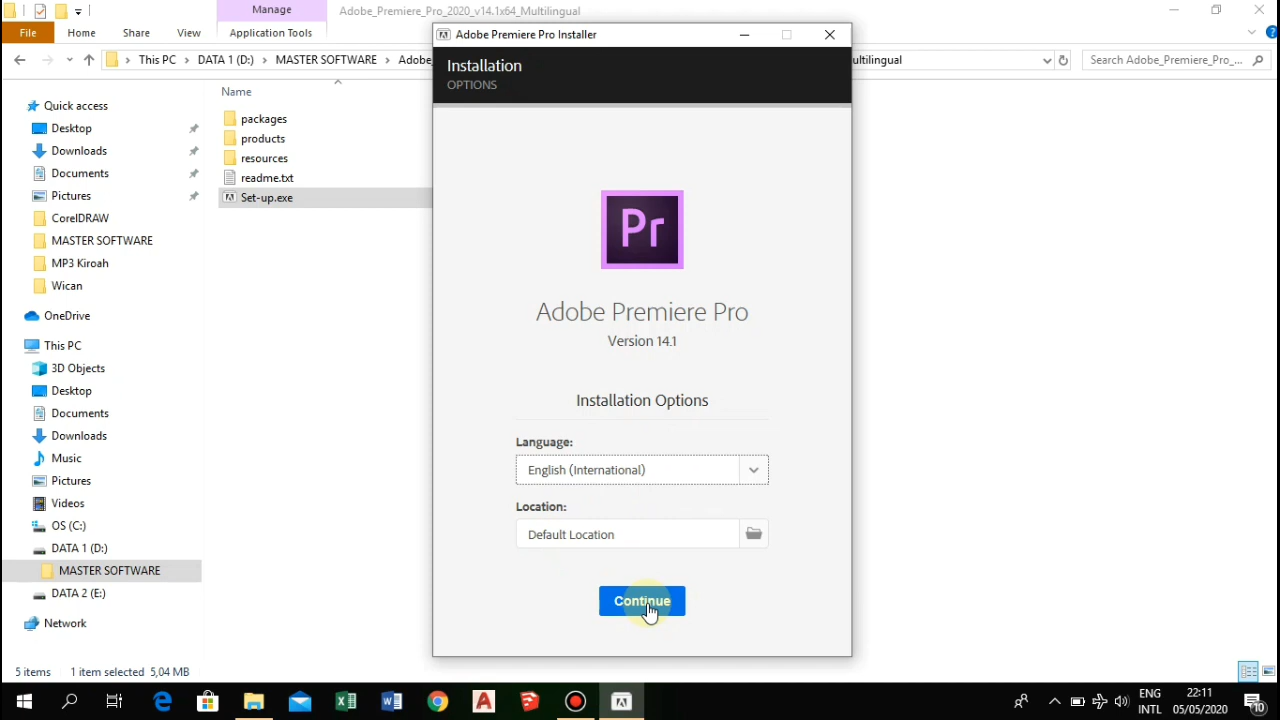 Manage
Adobe_Premiere_Pro_2020_v14.1x64_Multilingual
File
Home
Share
View
Application Tools
This PC
DATA 1 (D:)
MASTER SOFTWARE
Adobe
ultilingual
Search Adobe_Premiere_Pro_...
Quick access
Desktop
Downloads
Documents
Pictures
CorelDRAW
MASTER SOFTWARE
MP3 Kiroah
Wican
OneDrive
This PC
3D Objects
Desktop
Documents
Downloads
Music
Pictures
Videos
OS (C:)
DATA 1 (D:)
MASTER SOFTWARE
DATA 2 (E:)
Network
Name
packages
products
resources
readme.txt
Set-up.exe
Adobe Premiere Pro Installer
Installation
OPTIONS
Pr
Adobe Premiere Pro
Version 14.1
Installation Options
Language:
English (International)
Location:
Default Location
Continue
5 items
1 item selected 5,04 MB
ENG
INTL
22:11
05/05/2020
10